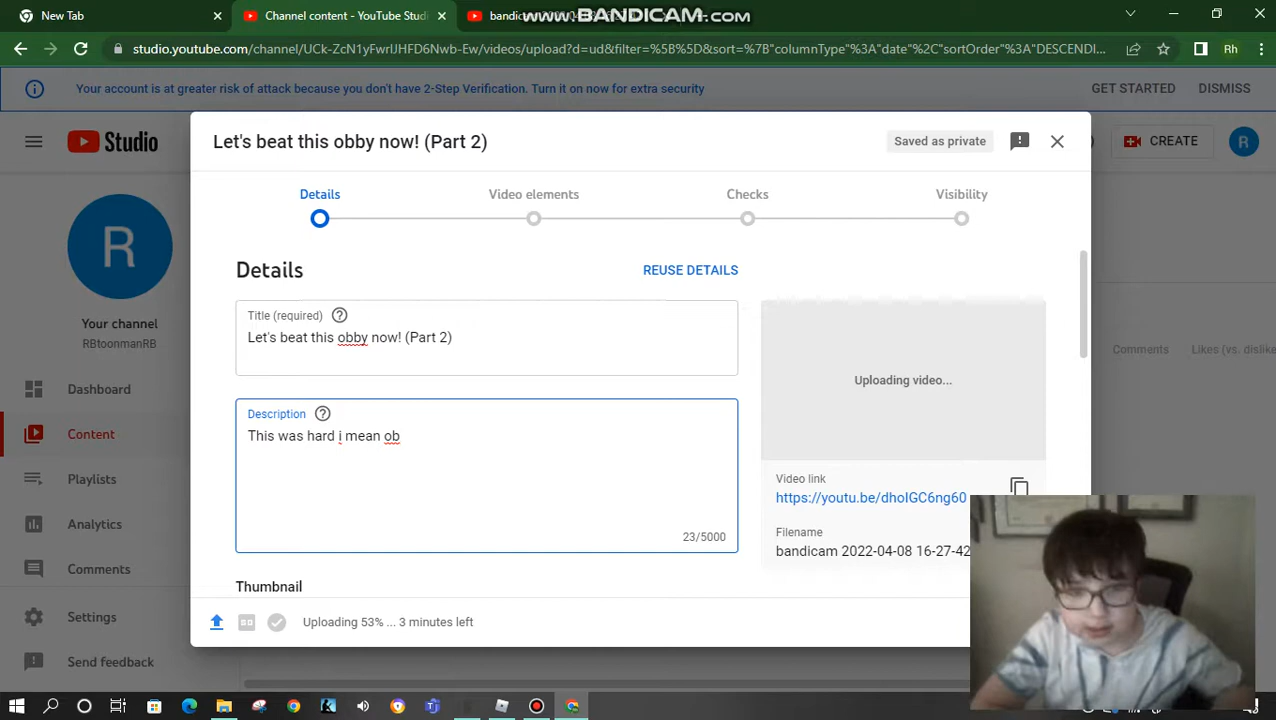 www.BANDICAM.com
New Tab
Channel content - YouTube
studio.youtube.com/channel/UCk-ZcN1yFwrIJHFD6Nwb-Ew/videos/upload?d=ud&filter=%5B%5D&sort=%7B"columnType"%3A"date"%2C"sortOrder"%3A"DESCENDI...
Rh
Your account is at greater risk of attack because you don't have 2-Step Verification. Turn it on now for extra security
GET STARTED
DISMISS
Studio
CREATE
R
Let's beat this obby now! (Part 2)
Saved as private
Details
Video elements
Checks
Visibility
R
Your channel
RBtoonmanRB
Dashboard
Content
Playlists
Analytics
Comments
Settings
Send feedback
Details
REUSE DETAILS
Title (required)
Let's beat this obby now! (Part 2)
Description
This was hard i mean ob
23/5000
Thumbnail
Uploading video...
Video link
https://youtu.be/dhoIGC6ng60
Filename
bandicam 2022-04-08 16-27-42
Comments
Likes (vs. dislike
Uploading 53% ... 3 minutes left